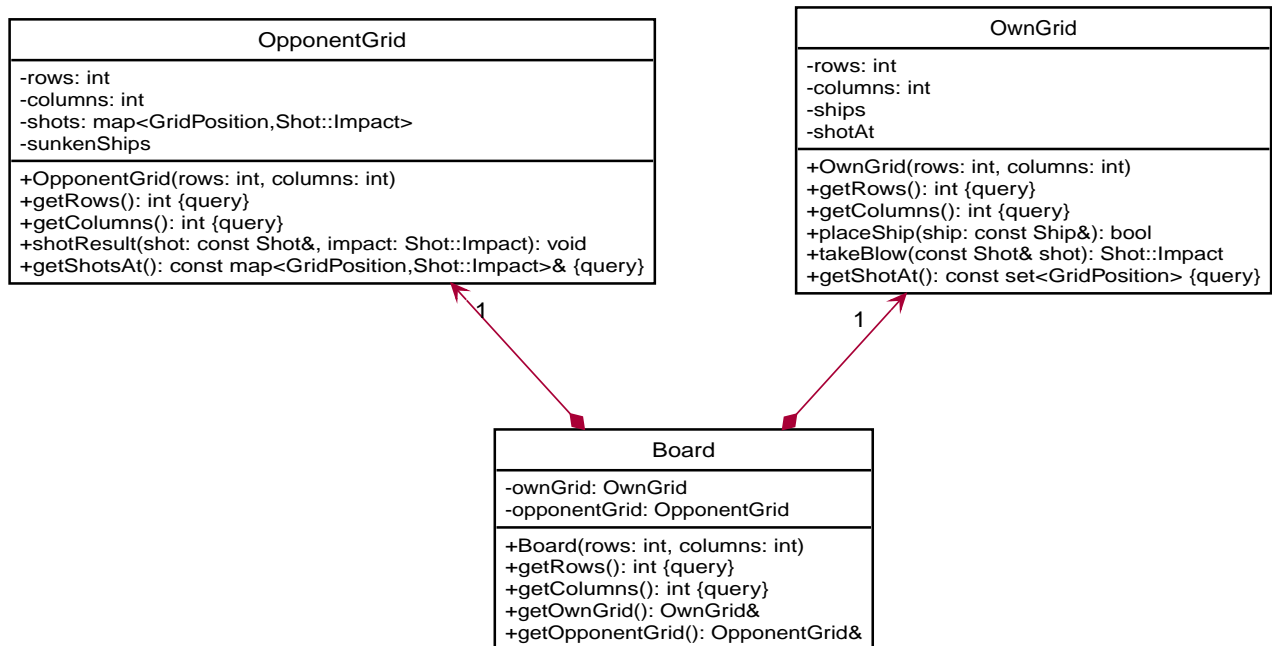 OpponentGrid
-rows: int
-columns: int
-shots: map<GridPosition,Shot::Impact>
-sunkenShips
+OpponentGrid(rows: int, columns: int)
+getRows(): int {query}
+getColumns(): int {query}
+shotResult(shot: const Shot&, impact: Shot::Impact): void
+getShotsAt(): const map<GridPosition,Shot::Impact>& {query}
OwnGrid
-rows: int
-columns: int
-ships
-shotAt
+OwnGrid(rows: int, columns: int)
+getRows(): int {query}
+getColumns(): int {query}
+placeShip(ship: const Ship&): bool
+takeBlow(const Shot& shot): Shot::Impact
+getShotAt(): const set<GridPosition> {query}
1
1
Board
-ownGrid: OwnGrid
-opponentGrid: OpponentGrid
+Board(rows: int, columns: int)
+getRows(): int {query}
+getColumns(): int {query}
+getOwnGrid(): OwnGrid&
+getOpponentGrid(): OpponentGrid&